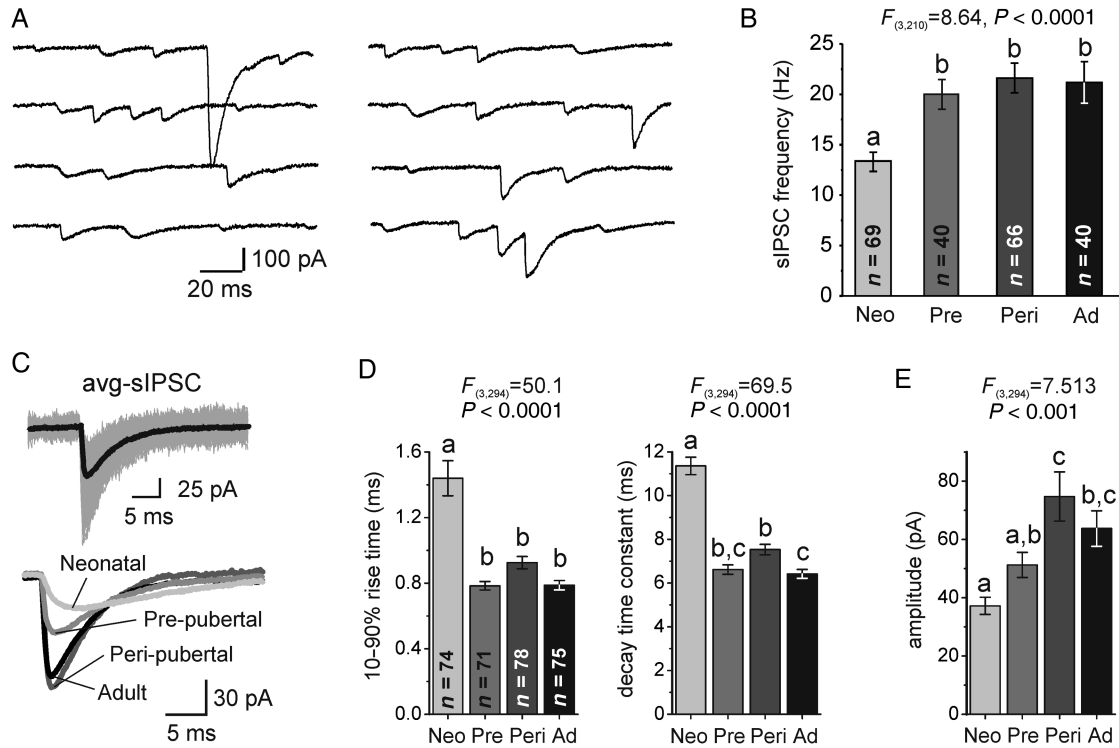 A
100 pA
20 ms
B
F(3,210)=8.64, P < 0.0001
sIPSC frequency (Hz)
25
20
15
10
5
0
a
b
b
b
n = 69
n = 40
n = 66
n = 40
Neo Pre Peri Ad
C
avg-sIPSC
25 pA
5 ms
Neonatal
Pre-pubertal
Peri-pubertal
Adult
30 pA
5 ms
D
F(3,294)=50.1
P < 0.0001
10–90% rise time (ms)
1.6
1.2
0.8
0.4
0.0
a
b
b
b
n = 74
n = 71
n = 78
n = 75
Neo Pre Peri Ad
F(3,294)=69.5
P < 0.0001
decay time constant (ms)
12
10
8
6
4
2
0
a
b,c
b
c
Neo Pre Peri Ad
E
F(3,294)=7.513
P < 0.001
amplitude (pA)
80
60
40
20
0
a
a,b
c
b,c
Neo Pre Peri Ad